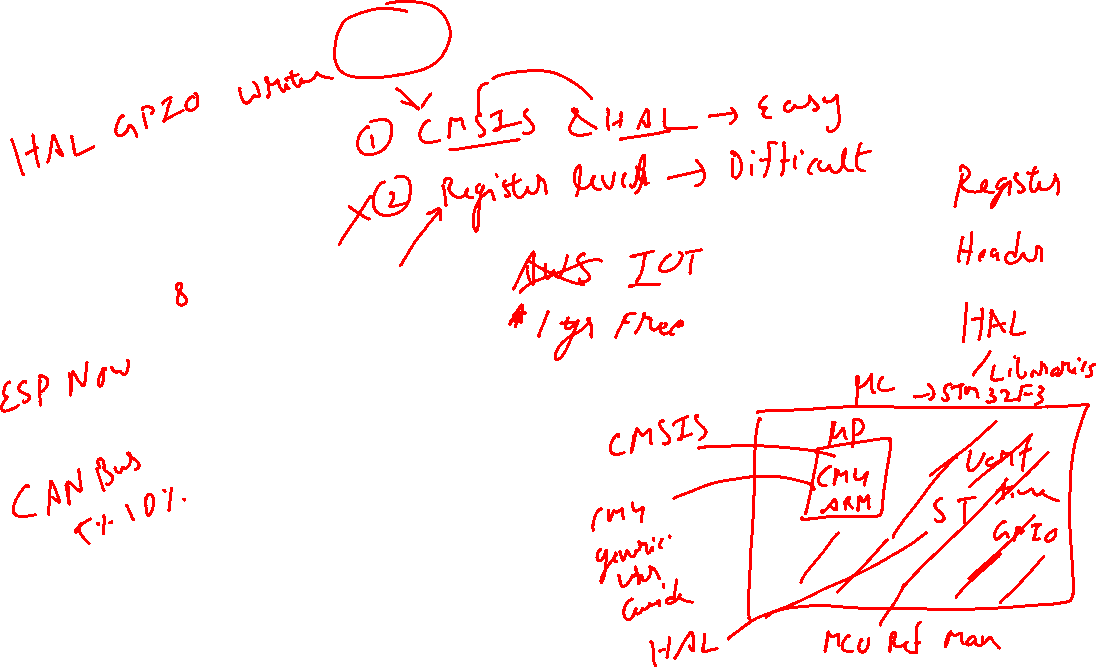 HAL GPIO Write
① CMSIS & HAL → Easy
② Register level → Difficult
AWS IOT
1 yr Free
8
ESP Now
CAN Bus
5% 10%
Register
Header
HAL
Libraries
MC → STM32F3
CMSIS
MP
CM4
ARM
UART
ST
GPIO
CM4
generic
user
Guide
HAL
MCU Ref Man